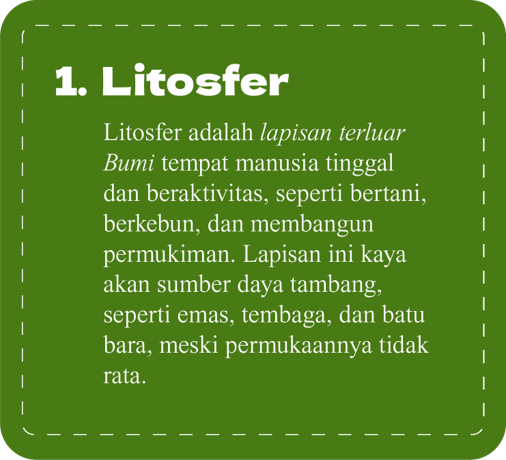 1. Litosfer
Litosfer adalah lapisan terluar
Bumi tempat manusia tinggal
dan beraktivitas, seperti bertani,
berkebun, dan membangun
permukiman. Lapisan ini kaya
akan sumber daya tambang,
seperti emas, tembaga, dan batu
bara, meski permukaannya tidak
rata.